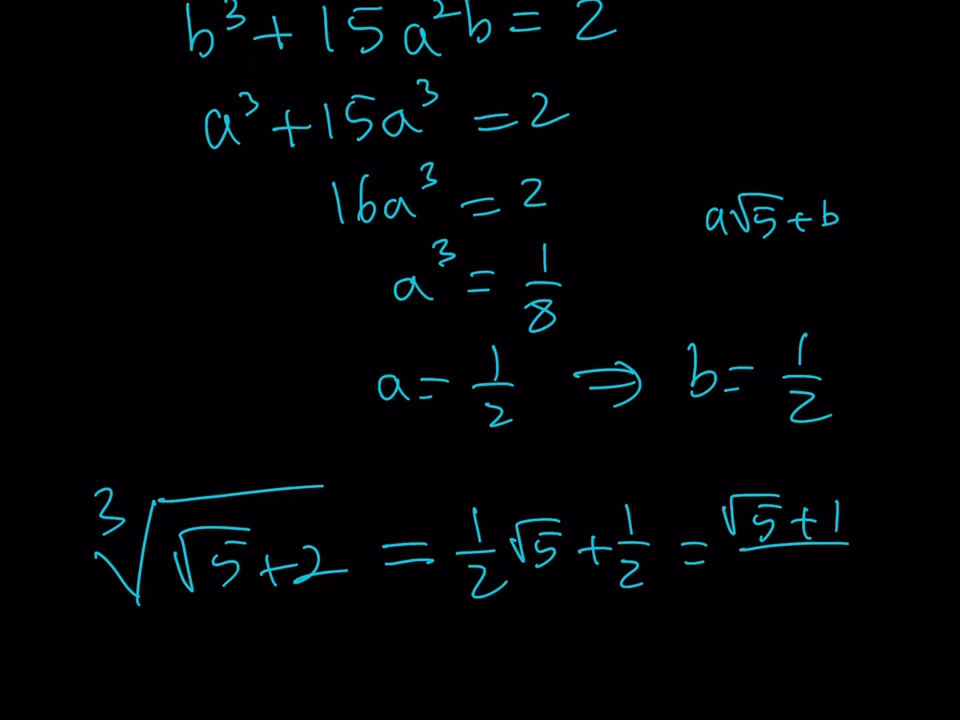 b³ + 15a²b = 2
a³ + 15a³ = 2
16a³ = 2
a√5 + b
a³ = 1/8
a = 1/2 ⇒ b = 1/2
∛(√5 + 2) = 1/2 √5 + 1/2 = √5 + 1